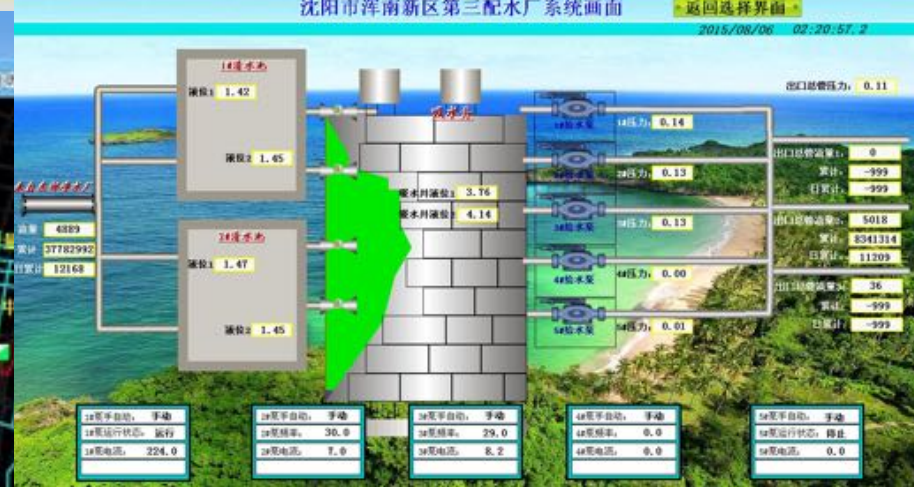 沈阳市浑南新区第三配水厂系统画面
返回选择界面
2015/08/06 02:20:57.2
1#清水池
液位1 1.42
液位2 1.45
2#清水池
液位1 1.47
液位2 1.45
流量 4889
累计 37782992
日累计 12168
吸水井
吸水井液位1 3.76
吸水井液位2 4.14
1#给水泵
2#给水泵
3#给水泵
4#给水泵
5#给水泵
1#压力: 0.14
2#压力: 0.13
3#压力: 0.13
4#压力: 0.00
5#压力: 0.01
出口总管压力: 0.11
出口总管流量1: 0
累计: -999
日累计: -999
出口总管流量2: 5018
累计: 8341314
日累计: 11209
出口总管流量3: 36
累计: -999
日累计: -999
1#泵手自动: 手动
1#泵运行状态: 运行
1#泵电流: 224.0
2#泵手自动: 手动
2#泵频率: 30.0
2#泵电流: 7.0
3#泵手自动: 手动
3#泵频率: 29.0
3#泵电流: 8.2
4#泵手自动: 手动
4#泵频率: 0.0
4#泵电流: 0.0
5#泵手自动: 手动
5#泵运行状态: 停止
5#泵电流: 0.0